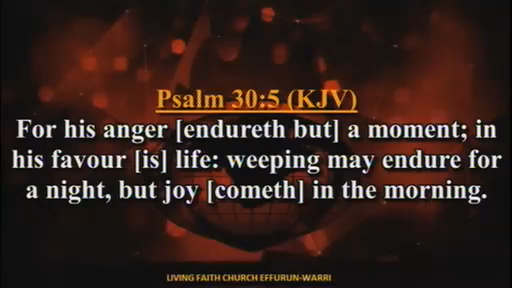 Psalm 30:5 (KJV)
For his anger [endureth but] a moment; in
his favour [is] life: weeping may endure for
a night, but joy [cometh] in the morning.
LIVING FAITH CHURCH EFFURUN-WARRI